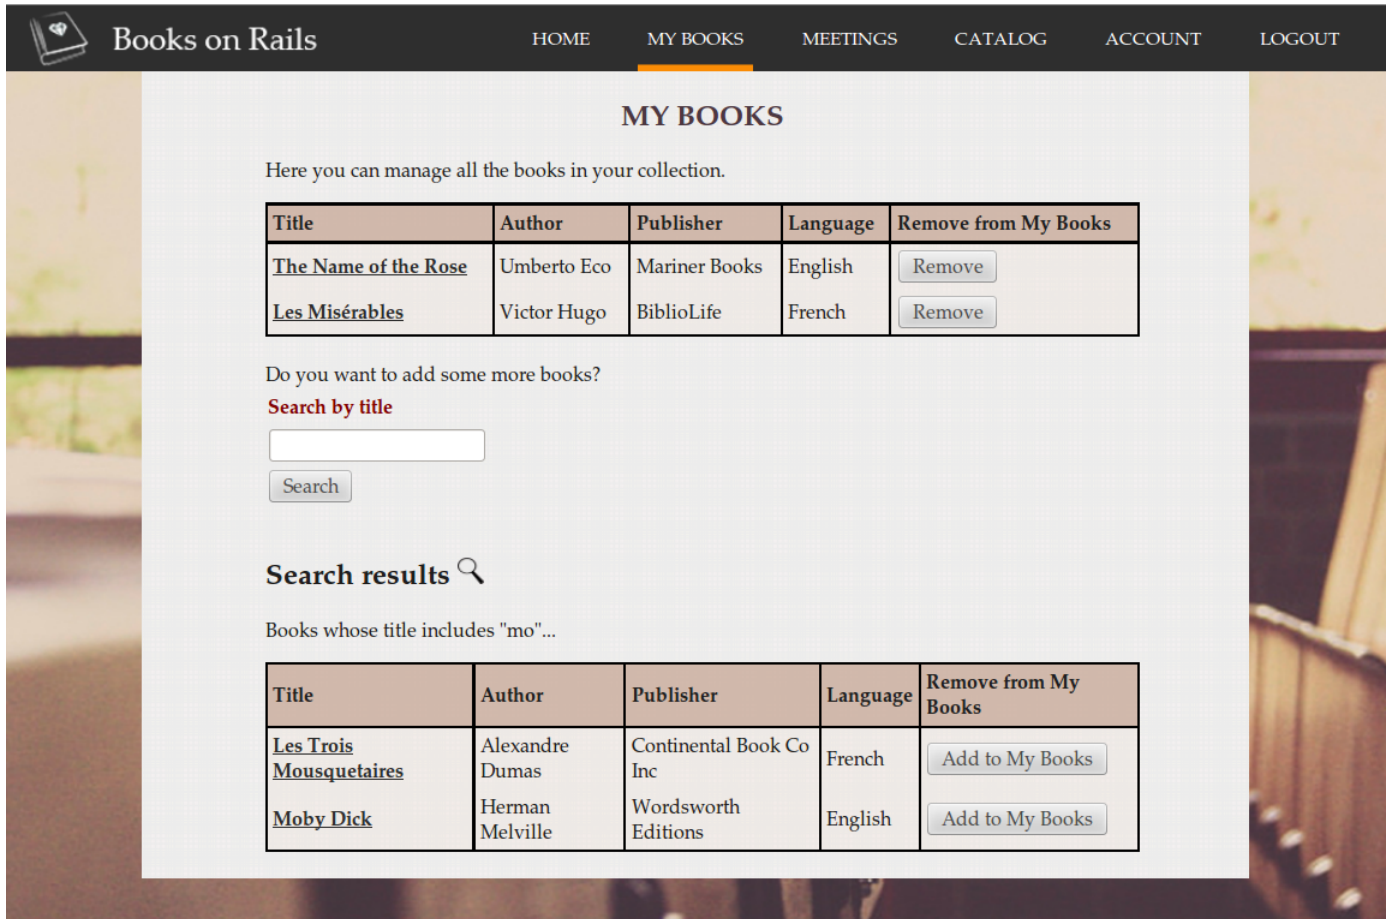 Books on Rails HOME MY BOOKS MEETINGS CATALOG ACCOUNT LOGOUT
MY BOOKS
Here you can manage all the books in your collection.
Title Author Publisher Language Remove from My Books
The Name of the Rose Umberto Eco Mariner Books English Remove
Les Misérables Victor Hugo BiblioLife French Remove
Do you want to add some more books?
Search by title
Search
Search results
Books whose title includes "mo"...
Title Author Publisher Language Remove from My
Books
Les Trois Alexandre Continental Book Co French Add to My Books
Mousquetaires Dumas Inc
Moby Dick Herman Wordsworth English Add to My Books
Melville Editions